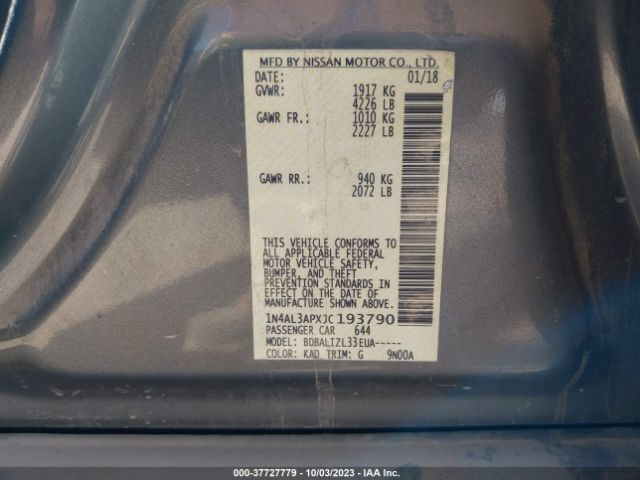 MFD BY NISSAN MOTOR CO., LTD.
DATE: 01/18
GVWR: 1917 KG
4226 LB
GAWR FR.: 1010 KG
2227 LB
GAWR RR.: 940 KG
2072 LB
THIS VEHICLE CONFORMS TO
ALL APPLICABLE FEDERAL
MOTOR VEHICLE SAFETY,
BUMPER, AND THEFT
PREVENTION STANDARDS IN
EFFECT ON THE DATE OF
MANUFACTURE SHOWN ABOVE.
1N4AL3APXJC193790
PASSENGER CAR 644
MODEL: BDBALIZL33EUA-----
COLOR: KAD TRIM: G 9N00A
000-37727779 | 10/03/2023 | IAA Inc.